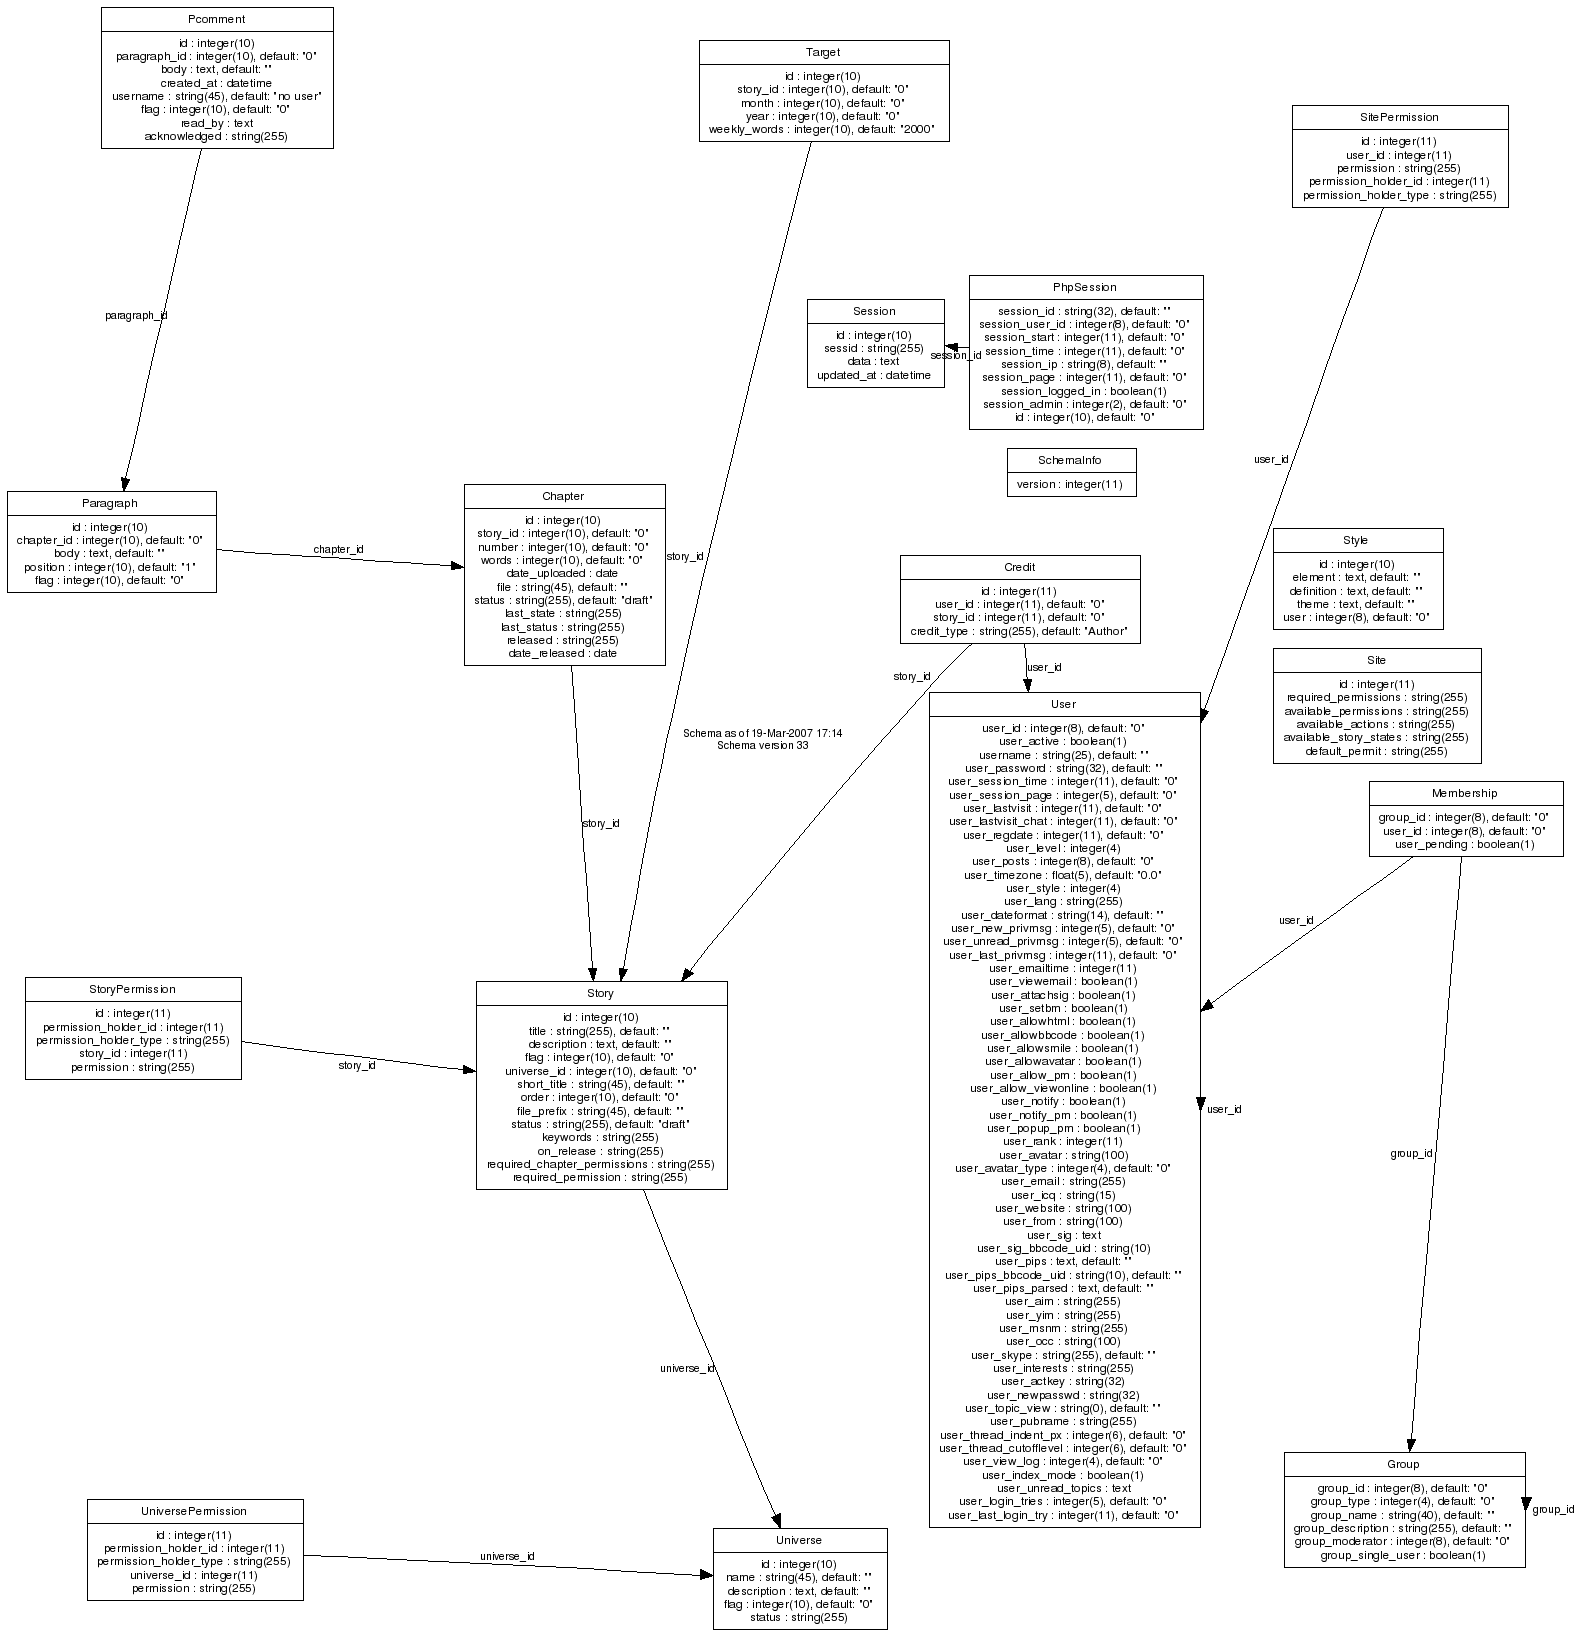 Pcomment
id : integer(10)
paragraph_id : integer(10), default: "0"
body : text, default: ""
created_at : datetime
username : string(45), default: "no user"
flag : integer(10), default: "0"
read_by : text
acknowledged : string(255)
Target
id : integer(10)
story_id : integer(10), default: "0"
month : integer(10), default: "0"
year : integer(10), default: "0"
weekly_words : integer(10), default: "2000"
SitePermission
id : integer(11)
user_id : integer(11)
permission : string(255)
permission_holder_id : integer(11)
permission_holder_type : string(255)
paragraph_id
Session
id : integer(10)
sessid : string(255)
data : text
updated_at : datetime
session_id
PhpSession
session_id : string(32), default: ""
session_user_id : integer(8), default: "0"
session_start : integer(11), default: "0"
session_time : integer(11), default: "0"
session_ip : string(8), default: ""
session_page : integer(11), default: "0"
session_logged_in : boolean(1)
session_admin : integer(2), default: "0"
id : integer(10), default: "0"
SchemaInfo
version : integer(11)
user_id
Paragraph
id : integer(10)
chapter_id : integer(10), default: "0"
body : text, default: ""
position : integer(10), default: "1"
flag : integer(10), default: "0"
chapter_id
Chapter
id : integer(10)
story_id : integer(10), default: "0"
number : integer(10), default: "0"
words : integer(10), default: "0"
date_uploaded : date
file : string(45), default: ""
status : string(255), default: "draft"
last_state : string(255)
last_status : string(255)
released : string(255)
date_released : date
story_id
Credit
id : integer(11)
user_id : integer(11), default: "0"
story_id : integer(11), default: "0"
credit_type : string(255), default: "Author"
Style
id : integer(10)
element : text, default: ""
definition : text, default: ""
theme : text, default: ""
user : integer(8), default: "0"
Site
id : integer(11)
required_permissions : string(255)
available_permissions : string(255)
available_actions : string(255)
available_story_states : string(255)
default_permit : string(255)
story_id
user_id
Schema as of 19-Mar-2007 17:14
Schema version 33
User
user_id : integer(8), default: "0"
user_active : boolean(1)
username : string(25), default: ""
user_password : string(32), default: ""
user_session_time : integer(11), default: "0"
user_session_page : integer(5), default: "0"
user_lastvisit : integer(11), default: "0"
user_lastvisit_chat : integer(11), default: "0"
user_regdate : integer(11), default: "0"
user_level : integer(4)
user_posts : integer(8), default: "0"
user_timezone : float(5), default: "0.0"
user_style : integer(4)
user_lang : string(255)
user_dateformat : string(14), default: ""
user_new_privmsg : integer(5), default: "0"
user_unread_privmsg : integer(5), default: "0"
user_last_privmsg : integer(11), default: "0"
user_emailtime : integer(11)
user_viewemail : boolean(1)
user_attachsig : boolean(1)
user_setbm : boolean(1)
user_allowhtml : boolean(1)
user_allowbbcode : boolean(1)
user_allowsmile : boolean(1)
user_allowavatar : boolean(1)
user_allow_pm : boolean(1)
user_allow_viewonline : boolean(1)
user_notify : boolean(1)
user_notify_pm : boolean(1)
user_popup_pm : boolean(1)
user_rank : integer(11)
user_avatar : string(100)
user_avatar_type : integer(4), default: "0"
user_email : string(255)
user_icq : string(15)
user_website : string(100)
user_from : string(100)
user_sig : text
user_sig_bbcode_uid : string(10)
user_pips : text, default: ""
user_pips_bbcode_uid : string(10), default: ""
user_pips_parsed : text, default: ""
user_aim : string(255)
user_yim : string(255)
user_msnm : string(255)
user_occ : string(100)
user_skype : string(255), default: ""
user_interests : string(255)
user_actkey : string(32)
user_newpasswd : string(32)
user_topic_view : string(0), default: ""
user_pubname : string(255)
user_thread_indent_px : integer(6), default: "0"
user_thread_cutofflevel : integer(6), default: "0"
user_view_log : integer(4), default: "0"
user_index_mode : boolean(1)
user_unread_topics : text
user_login_tries : integer(5), default: "0"
user_last_login_try : integer(11), default: "0"
Membership
group_id : integer(8), default: "0"
user_id : integer(8), default: "0"
user_pending : boolean(1)
story_id
user_id
StoryPermission
id : integer(11)
permission_holder_id : integer(11)
permission_holder_type : string(255)
story_id : integer(11)
permission : string(255)
story_id
Story
id : integer(10)
title : string(255), default: ""
description : text, default: ""
flag : integer(10), default: "0"
universe_id : integer(10), default: "0"
short_title : string(45), default: ""
order : integer(10), default: "0"
file_prefix : string(45), default: ""
status : string(255), default: "draft"
keywords : string(255)
on_release : string(255)
required_chapter_permissions : string(255)
required_permission : string(255)
user_id
group_id
universe_id
Group
group_id : integer(8), default: "0"
group_type : integer(4), default: "0"
group_name : string(40), default: ""
group_description : string(255), default: ""
group_moderator : integer(8), default: "0"
group_single_user : boolean(1)
group_id
UniversePermission
id : integer(11)
permission_holder_id : integer(11)
permission_holder_type : string(255)
universe_id : integer(11)
permission : string(255)
universe_id
Universe
id : integer(10)
name : string(45), default: ""
description : text, default: ""
flag : integer(10), default: "0"
status : string(255)